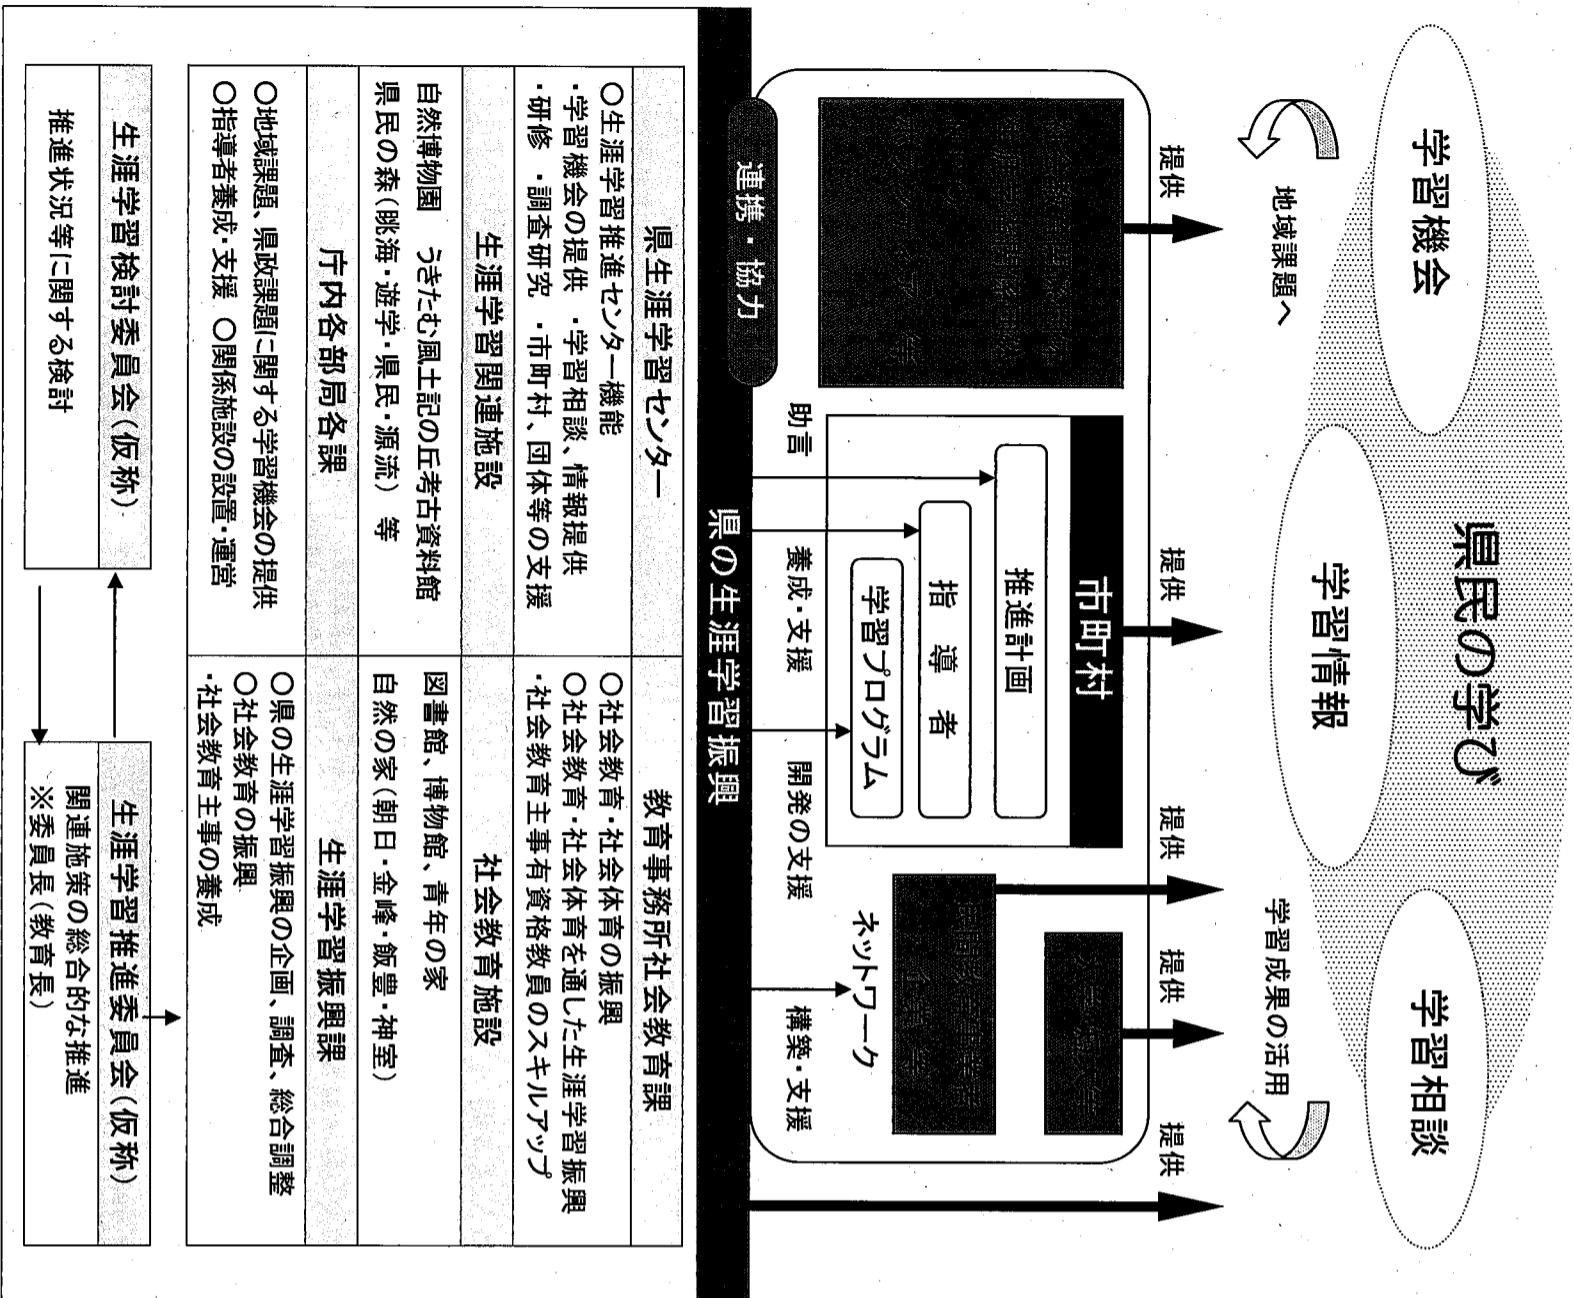 県民の学び
学習機会
学習情報
学習相談
地域課題へ
学習成果の活用
提供
提供
提供
提供
提供
市町村
推進計画
指導者
学習プログラム
ネットワーク
助言
養成・支援
開発の支援
構築・支援
連携・協力
県の生涯学習振興
県生涯学習センター
○生涯学習推進センター機能
・学習機会の提供 ・学習相談、情報提供
・研修 ・調査研究 ・市町村、団体等の支援
教育事務所社会教育課
○社会教育・社会体育の振興
○社会教育・社会体育を通した生涯学習振興
・社会教育主事有資格教員のスキルアップ
生涯学習関連施設
自然博物園 うきたむ風土記の丘考古資料館
県民の森(眺海・遊学・県民・源流) 等
社会教育施設
図書館、博物館、青年の家
自然の家(朝日・金峰・飯豊・神室)
庁内各部局各課
○地域課題、県政課題に関する学習機会の提供
○指導者養成・支援 ○関係施設の設置・運営
生涯学習振興課
○県の生涯学習振興の企画、調査、総合調整
○社会教育の振興
・社会教育主事の養成
生涯学習検討委員会(仮称)
推進状況等に関する検討
生涯学習推進委員会(仮称)
関連施策の総合的な推進
※委員長(教育長)